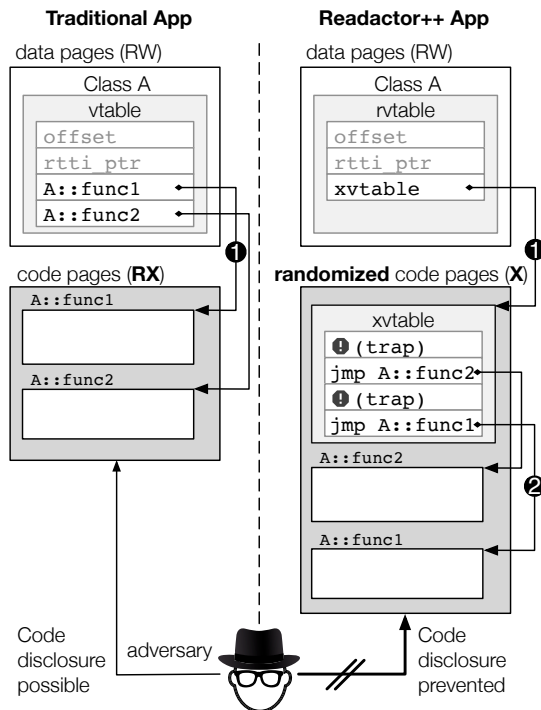 Traditional App
data pages (RW)
Class A
vtable
offset
rtti_ptr
A::func1
A::func2
1
code pages (RX)
A::func1
A::func2
Code
disclosure
possible
adversary
Readactor++ App
data pages (RW)
Class A
rvtable
offset
rtti_ptr
xvtable
1
randomized code pages (X)
xvtable
! (trap)
jmp A::func2
! (trap)
jmp A::func1
A::func2
2
A::func1
Code
disclosure
prevented